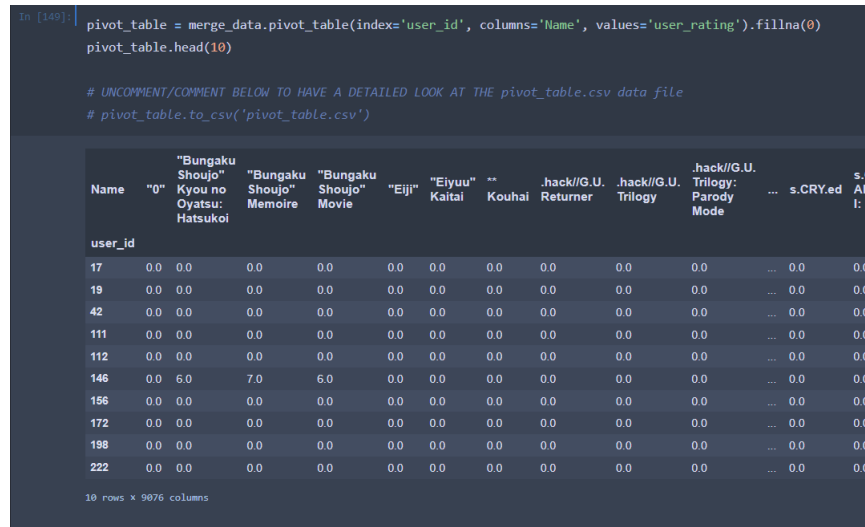 In [149]:
pivot_table = merge_data.pivot_table(index='user_id', columns='Name', values='user_rating').fillna(0)
pivot_table.head(10)
# UNCOMMENT/COMMENT BELOW TO HAVE A DETAILED LOOK AT THE pivot_table.csv data file
# pivot_table.to_csv('pivot_table.csv')
Name "0" "Bungaku Shoujo" Kyou no Oyatsu: Hatsukoi "Bungaku Shoujo" Memoire "Bungaku Shoujo" Movie "Eiji" "Eiyuu" Kaitai ** Kouhai .hack//G.U. Returner .hack//G.U. Trilogy .hack//G.U. Trilogy: Parody Mode ... s.CRY.ed
user_id
17 0.0 0.0 0.0 0.0 0.0 0.0 0.0 0.0 0.0 0.0 ... 0.0
19 0.0 0.0 0.0 0.0 0.0 0.0 0.0 0.0 0.0 0.0 ... 0.0
42 0.0 0.0 0.0 0.0 0.0 0.0 0.0 0.0 0.0 0.0 ... 0.0
111 0.0 0.0 0.0 0.0 0.0 0.0 0.0 0.0 0.0 0.0 ... 0.0
112 0.0 0.0 0.0 0.0 0.0 0.0 0.0 0.0 0.0 0.0 ... 0.0
146 0.0 6.0 7.0 6.0 0.0 0.0 0.0 0.0 0.0 0.0 ... 0.0
156 0.0 0.0 0.0 0.0 0.0 0.0 0.0 0.0 0.0 0.0 ... 0.0
172 0.0 0.0 0.0 0.0 0.0 0.0 0.0 0.0 0.0 0.0 ... 0.0
198 0.0 0.0 0.0 0.0 0.0 0.0 0.0 0.0 0.0 0.0 ... 0.0
222 0.0 0.0 0.0 0.0 0.0 0.0 0.0 0.0 0.0 0.0 ... 0.0
10 rows × 9076 columns